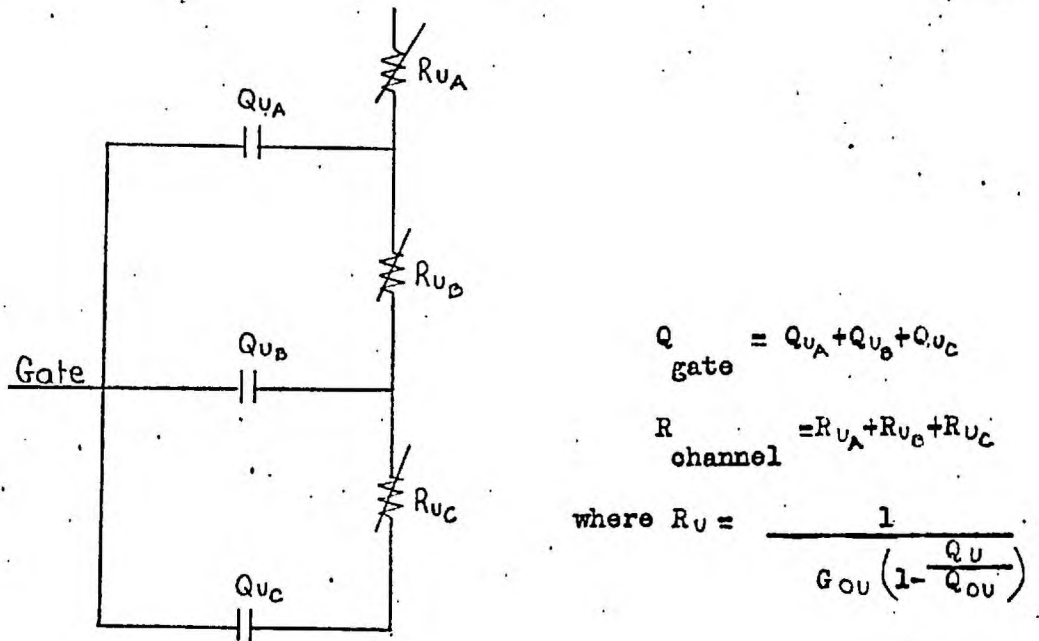 RUA
QUA
RUB
QUB
Gate
RUC
QUC
Q gate = QUA+QUB+QUC
R channel =RUA+RUB+RUC
where RU = 1 / GOU (1- QU / QOU)